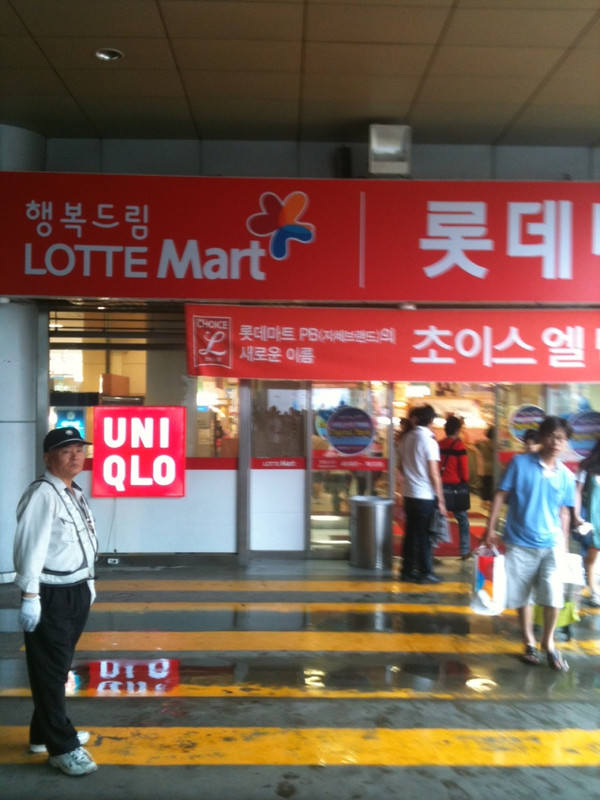 행복드림
LOTTE Mart
롯데
CHOICE
L
롯데마트 PB(자체브랜드)의
새로운 이름
초이스 엘
UNI
QLO
LOTTE Mart